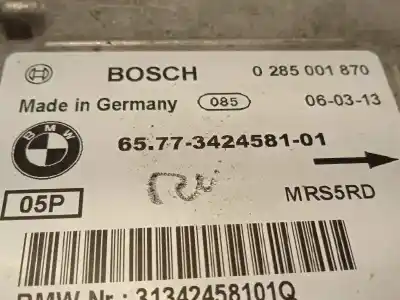 BOSCH 0 285 001 870
Made in Germany 085 06-03-13
BMW 65.77-3424581-01
05P MRS5RD
BMW Nr.: 31342458101Q